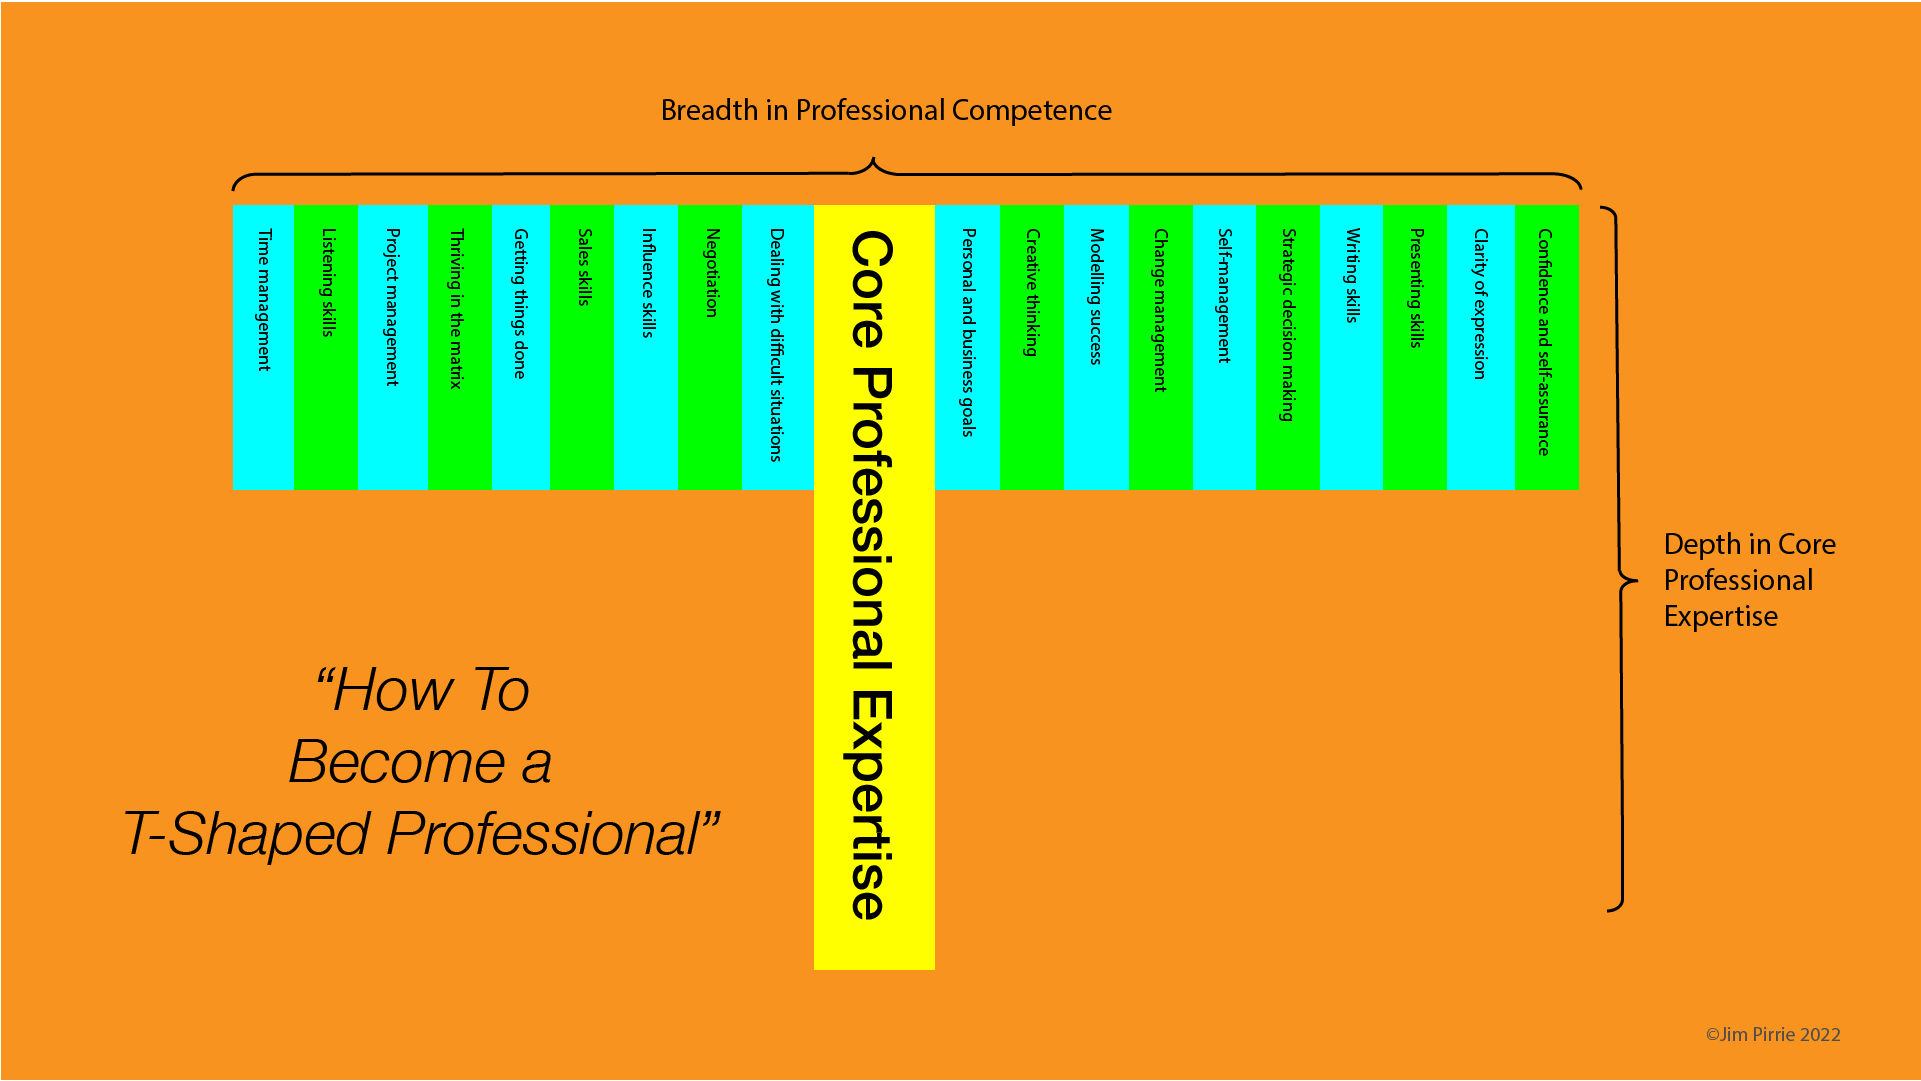 Breadth in Professional Competence
Time management
Listening skills
Project management
Thriving in the matrix
Getting things done
Sales skills
Influence skills
Negotiation
Dealing with difficult situations
Core Professional Expertise
Personal and business goals
Creative thinking
Modelling success
Change management
Self-management
Strategic decision making
Writing skills
Presenting skills
Clarity of expression
Confidence and self-assurance
Depth in Core
Professional
Expertise
“How To
Become a
T-Shaped Professional”
©Jim Pirrie 2022